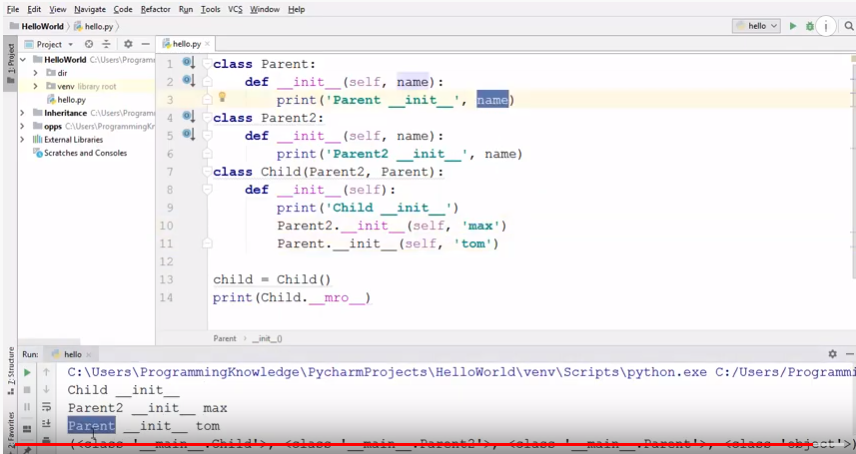 File Edit View Navigate Code Refactor Run Tools VCS Window Help
HelloWorld hello.py hello
1: Project
Project hello.py
HelloWorld C:\Users\Programm
dir
venv library root
hello.py
Inheritance C:\Users\Programmi
opps C:\Users\ProgrammingKnow
External Libraries
Scratches and Consoles
1 class Parent:
2 def __init__(self, name):
3 print('Parent __init__', name)
4 class Parent2:
5 def __init__(self, name):
6 print('Parent2 __init__', name)
7 class Child(Parent2, Parent):
8 def __init__(self):
9 print('Child __init__')
10 Parent2.__init__(self, 'max')
11 Parent.__init__(self, 'tom')
12
13 child = Child()
14 print(Child.__mro__)
Parent › __init__()
Run: hello
Z: Structure
2: Favorites
C:\Users\ProgrammingKnowledge\PycharmProjects\HelloWorld\venv\Scripts\python.exe C:/Users/Programmi
Child __init__
Parent2 __init__ max
Parent __init__ tom
(<class '__main__.Child'>, <class '__main__.Parent2'>, <class '__main__.Parent'>, <class 'object'>)